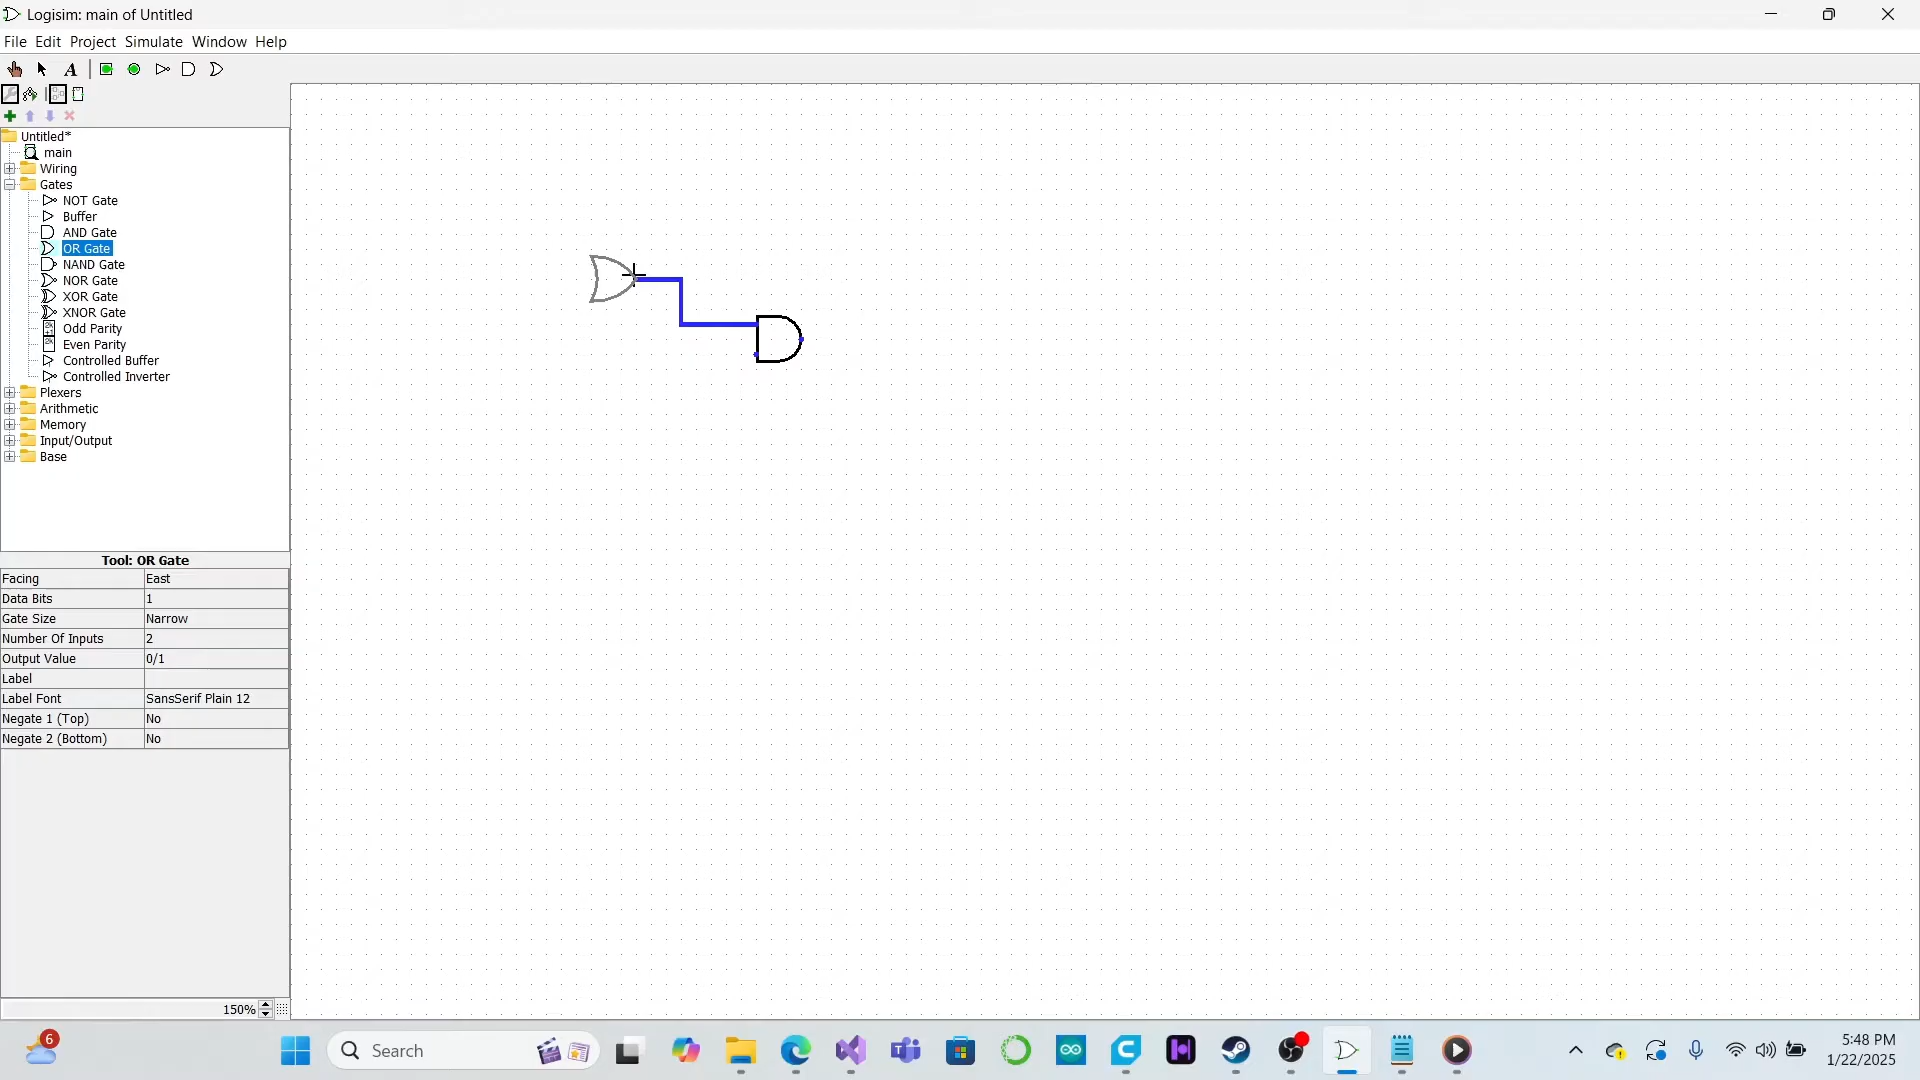 Logisim: main of Untitled
File Edit Project Simulate Window Help
A
Untitled*
main
Wiring
Gates
NOT Gate
Buffer
AND Gate
OR Gate
NAND Gate
NOR Gate
XOR Gate
XNOR Gate
Odd Parity
Even Parity
Controlled Buffer
Controlled Inverter
Plexers
Arithmetic
Memory
Input/Output
Base
Tool: OR Gate
Facing East
Data Bits 1
Gate Size Narrow
Number Of Inputs 2
Output Value 0/1
Label
Label Font SansSerif Plain 12
Negate 1 (Top) No
Negate 2 (Bottom) No
150%
6
Search
5:48 PM
1/22/2025